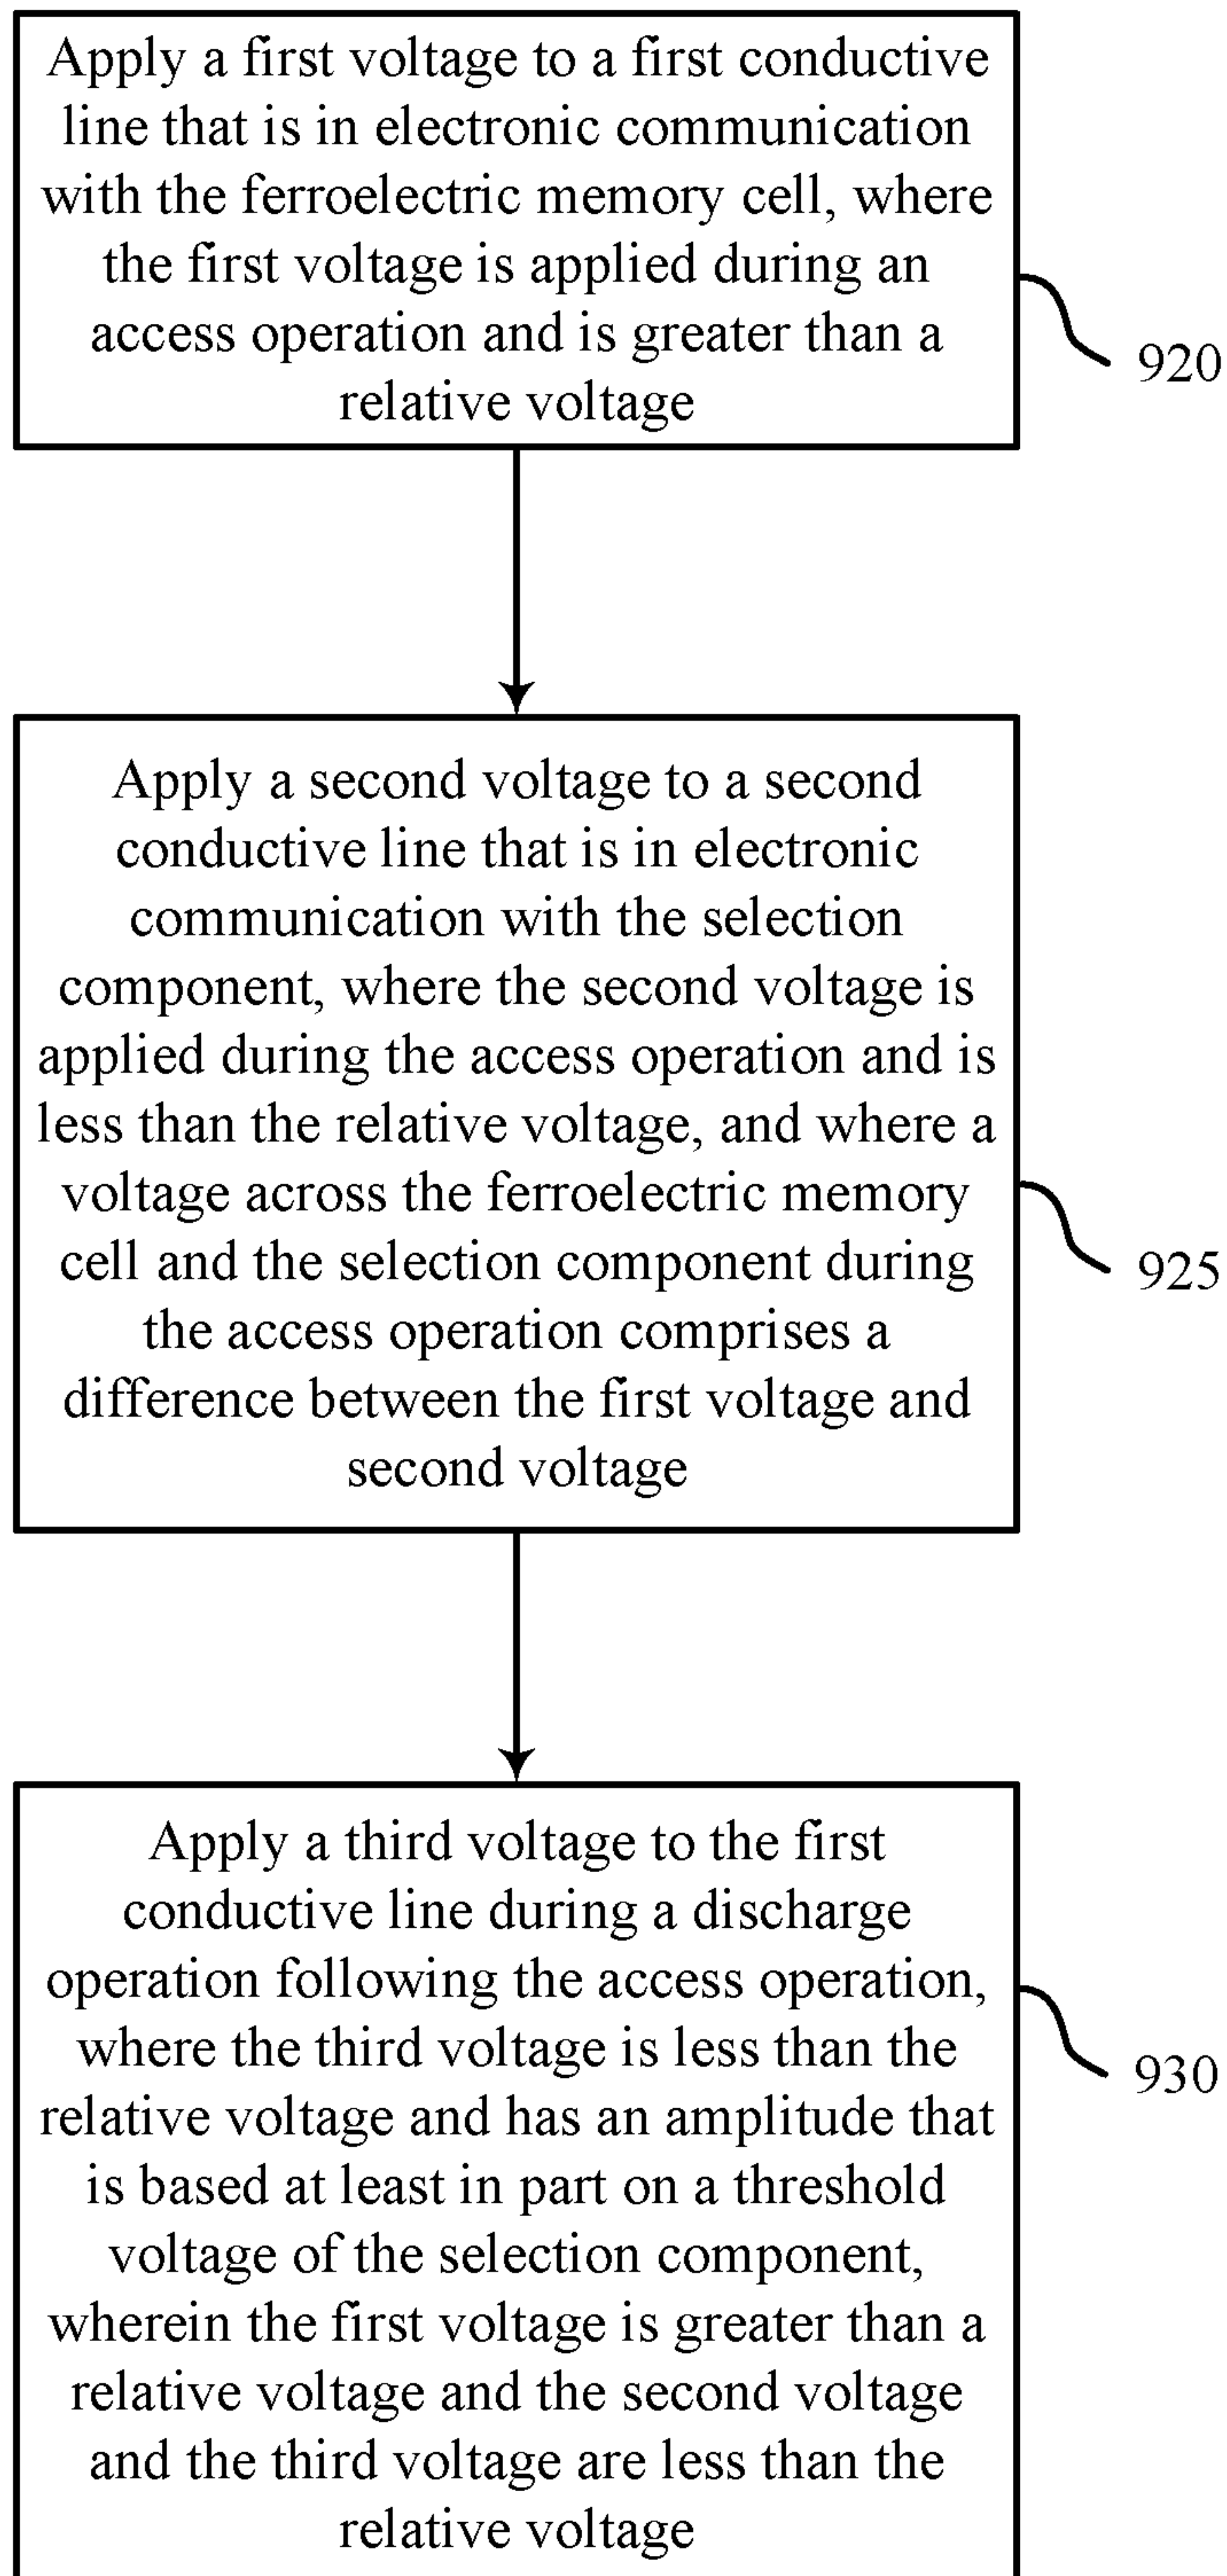 Apply a first voltage to a first conductive
line that is in electronic communication
with the ferroelectric memory cell, where
the first voltage is applied during an
access operation and is greater than a
relative voltage
920
Apply a second voltage to a second
conductive line that is in electronic
communication with the selection
component, where the second voltage is
applied during the access operation and is
less than the relative voltage, and where a
voltage across the ferroelectric memory
cell and the selection component during
the access operation comprises a
difference between the first voltage and
second voltage
925
Apply a third voltage to the first
conductive line during a discharge
operation following the access operation,
where the third voltage is less than the
relative voltage and has an amplitude that
is based at least in part on a threshold
voltage of the selection component,
wherein the first voltage is greater than a
relative voltage and the second voltage
and the third voltage are less than the
relative voltage
930